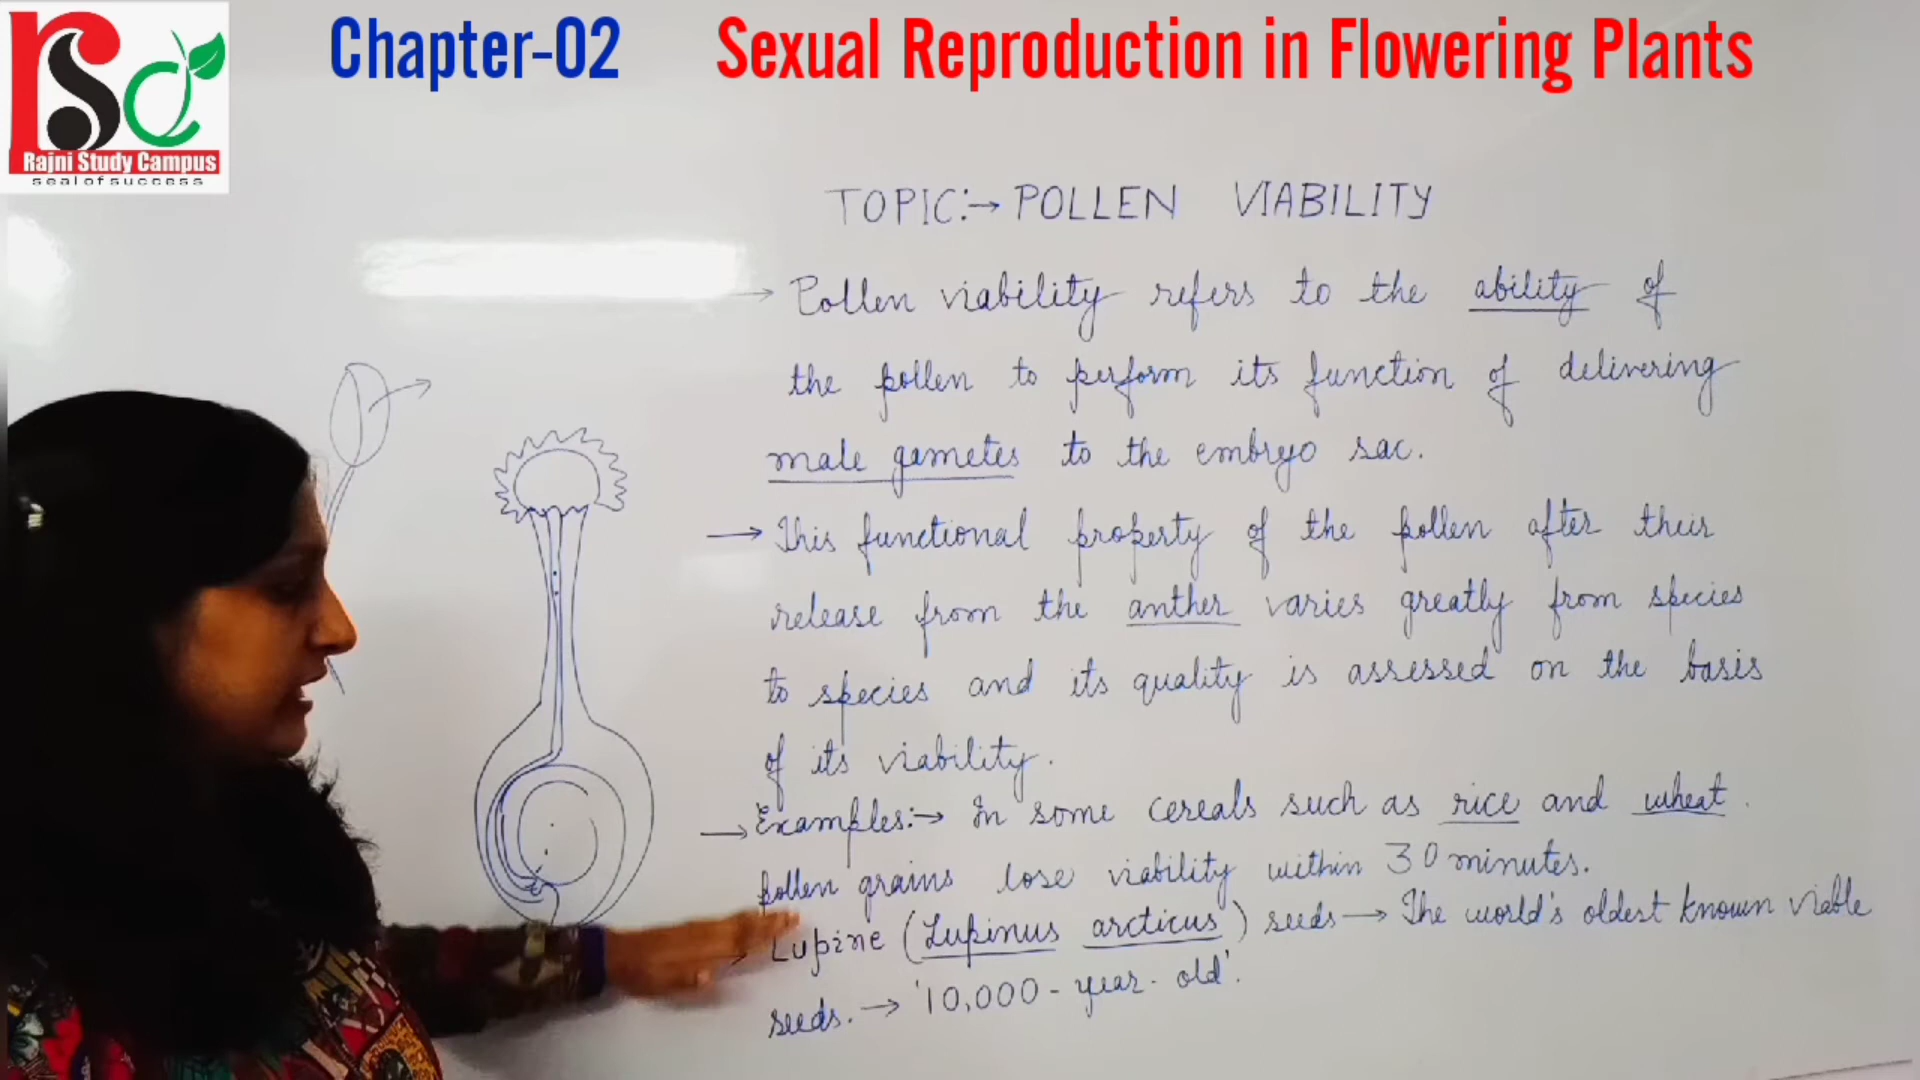 Chapter-02 Sexual Reproduction in Flowering Plants
rsc
Rajni Study Campus
seal of success
TOPIC:→ POLLEN VIABILITY
→ Pollen viability refers to the ability of
the pollen to perform its function of delivering
male gametes to the embryo sac.
→ This functional property of the pollen after their
release from the anther varies greatly from species
to species and its quality is assessed on the basis
of its viability.
→ Examples:→ In some cereals such as rice and wheat.
pollen grains lose viability within 30 minutes.
Lupine (Lupinus arcticus) seeds → The world's oldest known viable
seeds. → '10,000-year-old'.